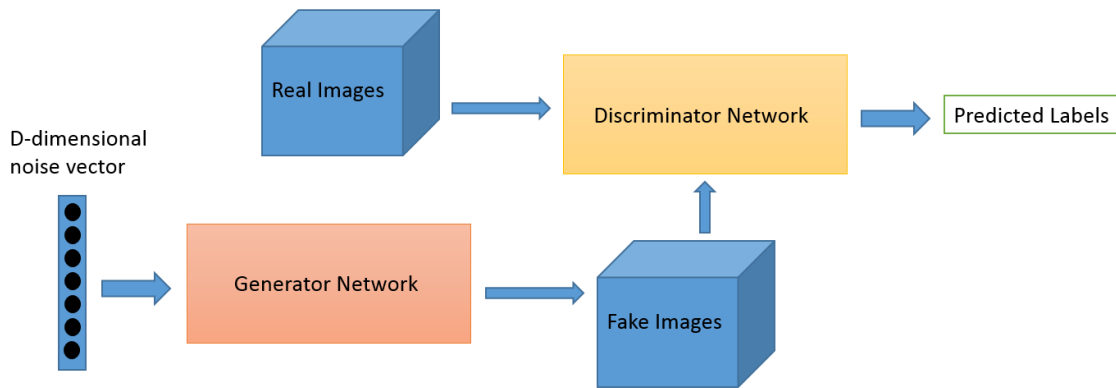 Real Images
Discriminator Network
Predicted Labels
D-dimensional
noise vector
Generator Network
Fake Images